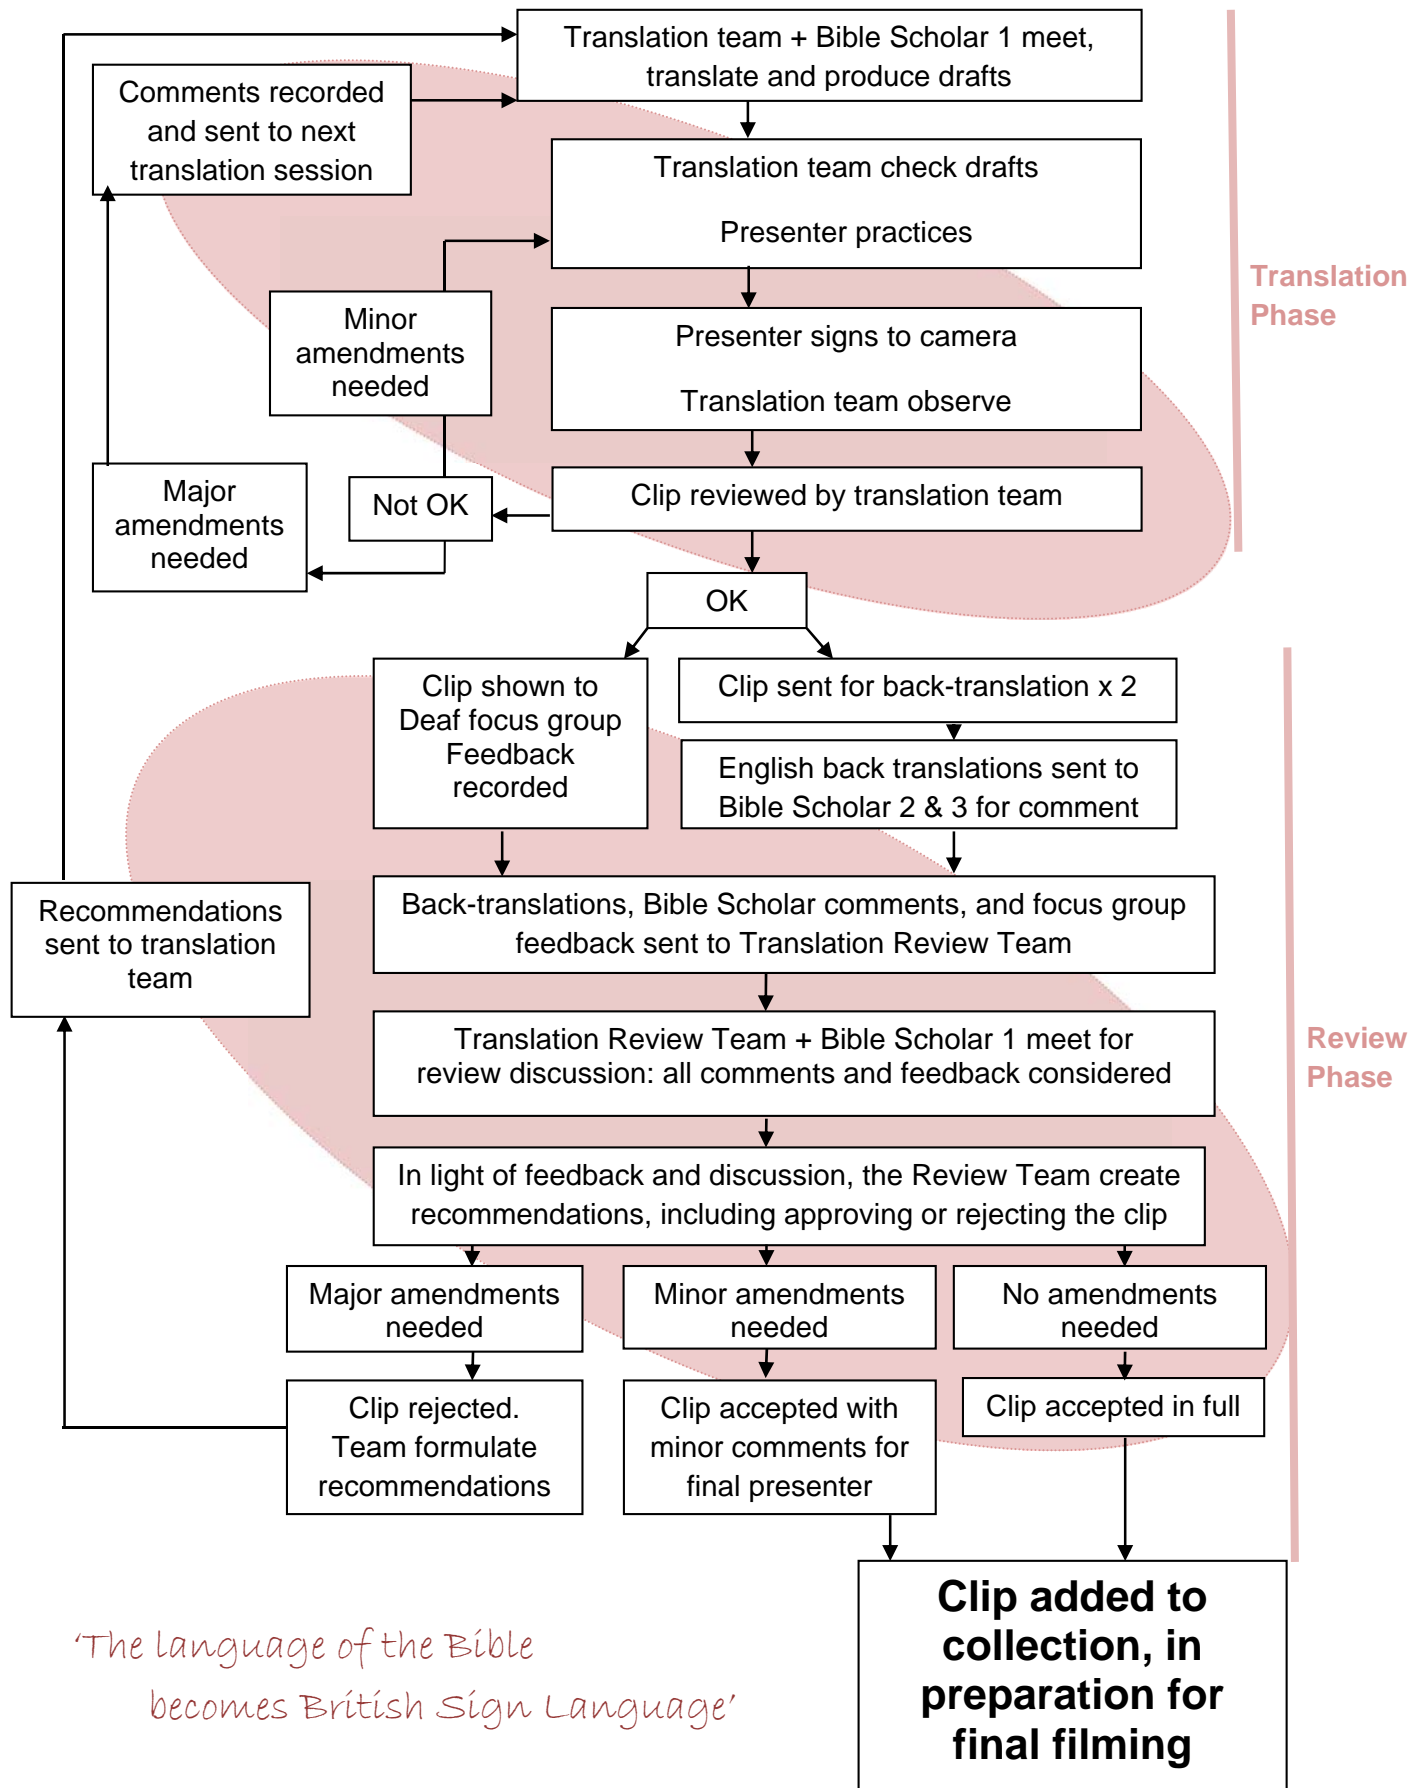 Translation team + Bible Scholar 1 meet,
translate and produce drafts
Comments recorded
and sent to next
translation session
Translation team check drafts
Presenter practices
Translation
Phase
Minor
amendments
needed
Presenter signs to camera
Translation team observe
Major
amendments
needed
Not OK
Clip reviewed by translation team
OK
Clip shown to
Deaf focus group
Feedback
recorded
Clip sent for back-translation x 2
English back translations sent to
Bible Scholar 2 & 3 for comment
Recommendations
sent to translation
team
Back-translations, Bible Scholar comments, and focus group
feedback sent to Translation Review Team
Translation Review Team + Bible Scholar 1 meet for
review discussion: all comments and feedback considered
Review
Phase
In light of feedback and discussion, the Review Team create
recommendations, including approving or rejecting the clip
Major amendments
needed
Minor amendments
needed
No amendments
needed
Clip rejected.
Team formulate
recommendations
Clip accepted with
minor comments for
final presenter
Clip accepted in full
Clip added to
collection, in
preparation for
final filming
'The language of the Bible
becomes British Sign Language'